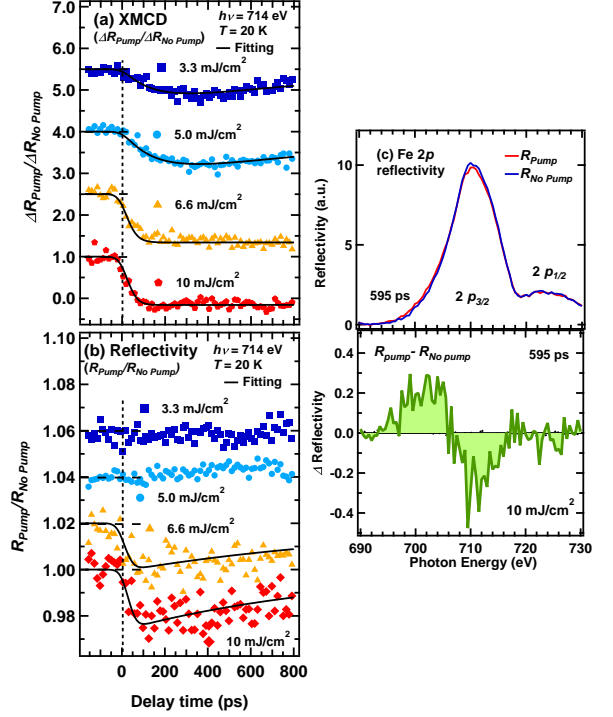 (a) XMCD
(ΔR_Pump/ΔR_No Pump)
hν = 714 eV
T = 20 K
Fitting
3.3 mJ/cm²
5.0 mJ/cm²
6.6 mJ/cm²
10 mJ/cm²
ΔR_Pump/ΔR_No Pump
6.0
5.0
4.0
3.0
2.0
1.0
0.0
(b) Reflectivity
(R_Pump/R_No Pump)
hν = 714 eV
T = 20 K
Fitting
3.3 mJ/cm²
5.0 mJ/cm²
6.6 mJ/cm²
10 mJ/cm²
R_Pump/R_No Pump
1.10
1.08
1.06
1.04
1.02
1.00
0.98
0 200 400 600 800
Delay time (ps)
(c) Fe 2p
reflectivity
R_Pump
R_No Pump
595 ps
2 p_3/2
2 p_1/2
Reflectivity (a.u.)
10
5
0
R_pump - R_No pump
595 ps
10 mJ/cm²
Δ Reflectivity
0.4
0.2
0.0
-0.2
-0.4
690 700 710 720 730
Photon Energy (eV)